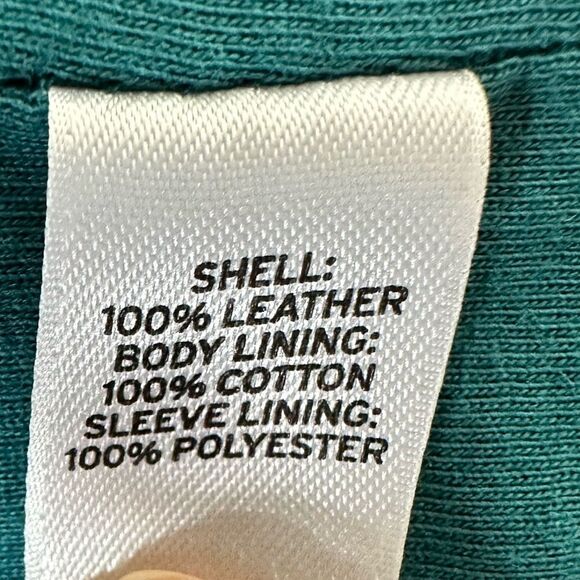 SHELL:
100% LEATHER
BODY LINING:
100% COTTON
SLEEVE LINING:
100% POLYESTER